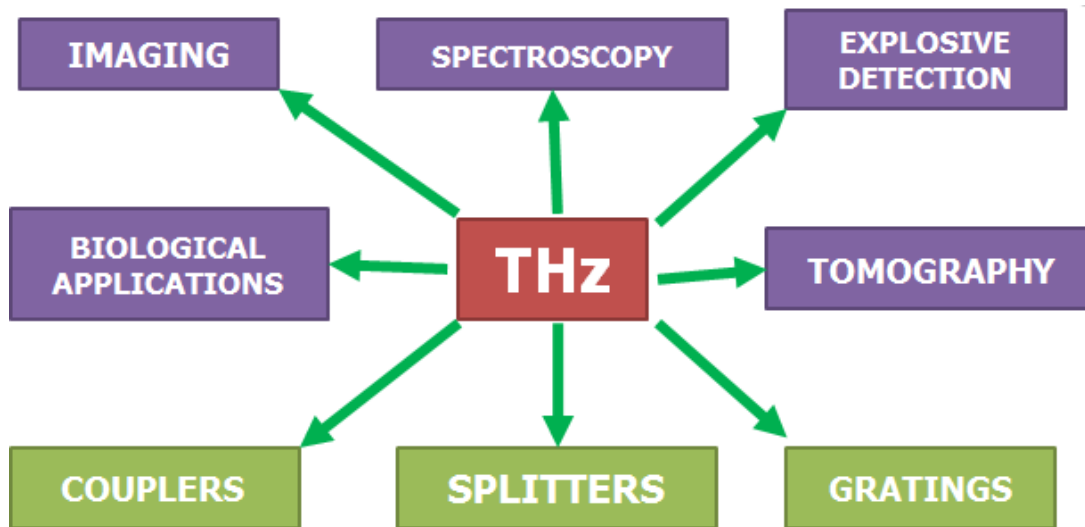 IMAGING
SPECTROSCOPY
EXPLOSIVE
DETECTION
BIOLOGICAL
APPLICATIONS
THz
TOMOGRAPHY
COUPLERS
SPLITTERS
GRATINGS